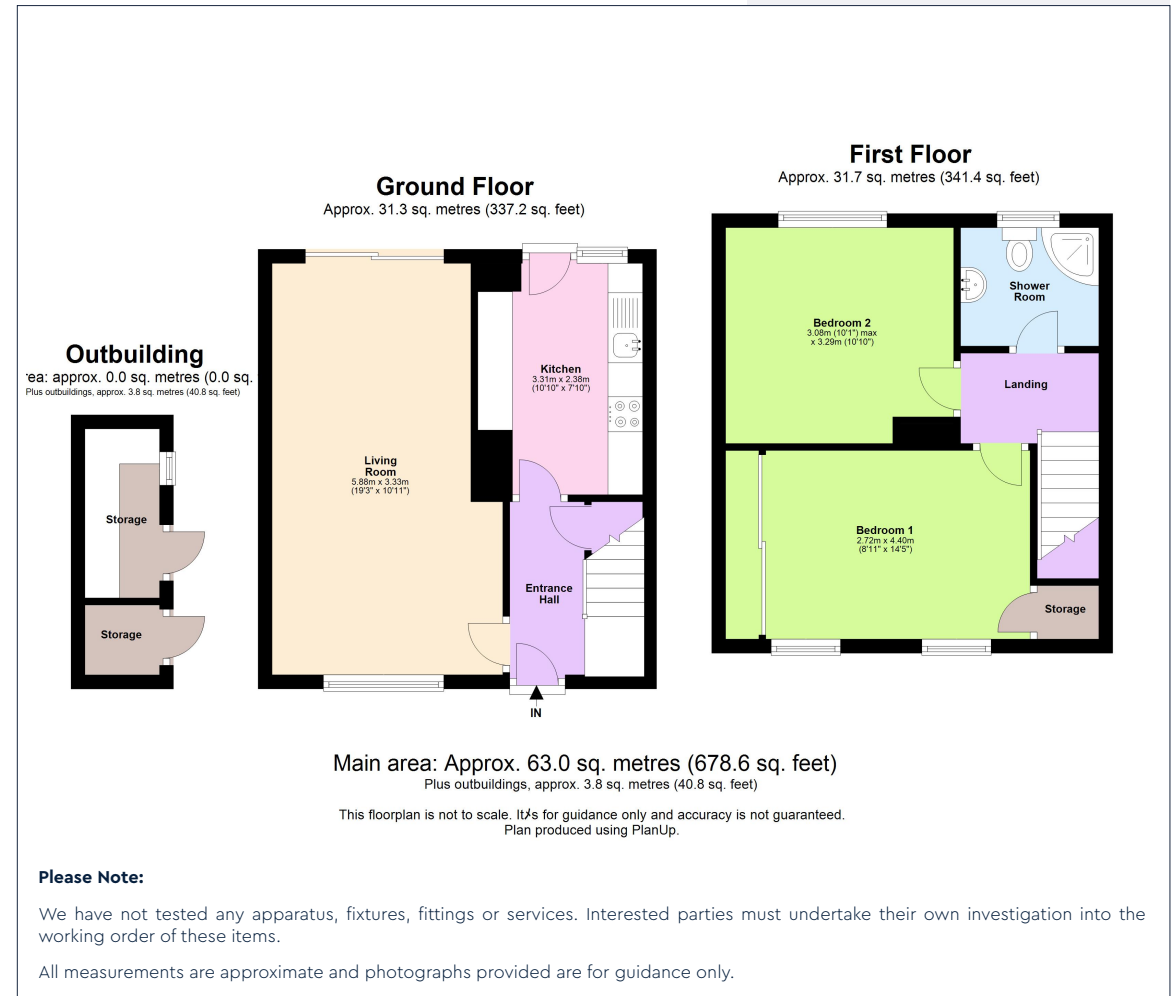 First Floor
Approx. 31.7 sq. metres (341.4 sq. feet)
Ground Floor
Approx. 31.3 sq. metres (337.2 sq. feet)
Outbuilding
ea: approx. 0.0 sq. metres (0.0 sq.
Plus outbuildings, approx. 3.8 sq. metres (40.8 sq. feet)
Storage
Storage
Living
Room
5.88m x 3.33m
(19'3" x 10'11")
Kitchen
3.31m x 2.38m
(10'10" x 7'10")
Entrance
Hall
IN
Bedroom 2
3.08m (10'1") max
x 3.29m (10'10")
Shower
Room
Landing
Bedroom 1
2.72m x 4.40m
(8'11" x 14'5")
Storage
Main area: Approx. 63.0 sq. metres (678.6 sq. feet)
Plus outbuildings, approx. 3.8 sq. metres (40.8 sq. feet)
This floorplan is not to scale. It's for guidance only and accuracy is not guaranteed.
Plan produced using PlanUp.
Please Note:
We have not tested any apparatus, fixtures, fittings or services. Interested parties must undertake their own investigation into the
working order of these items.
All measurements are approximate and photographs provided are for guidance only.